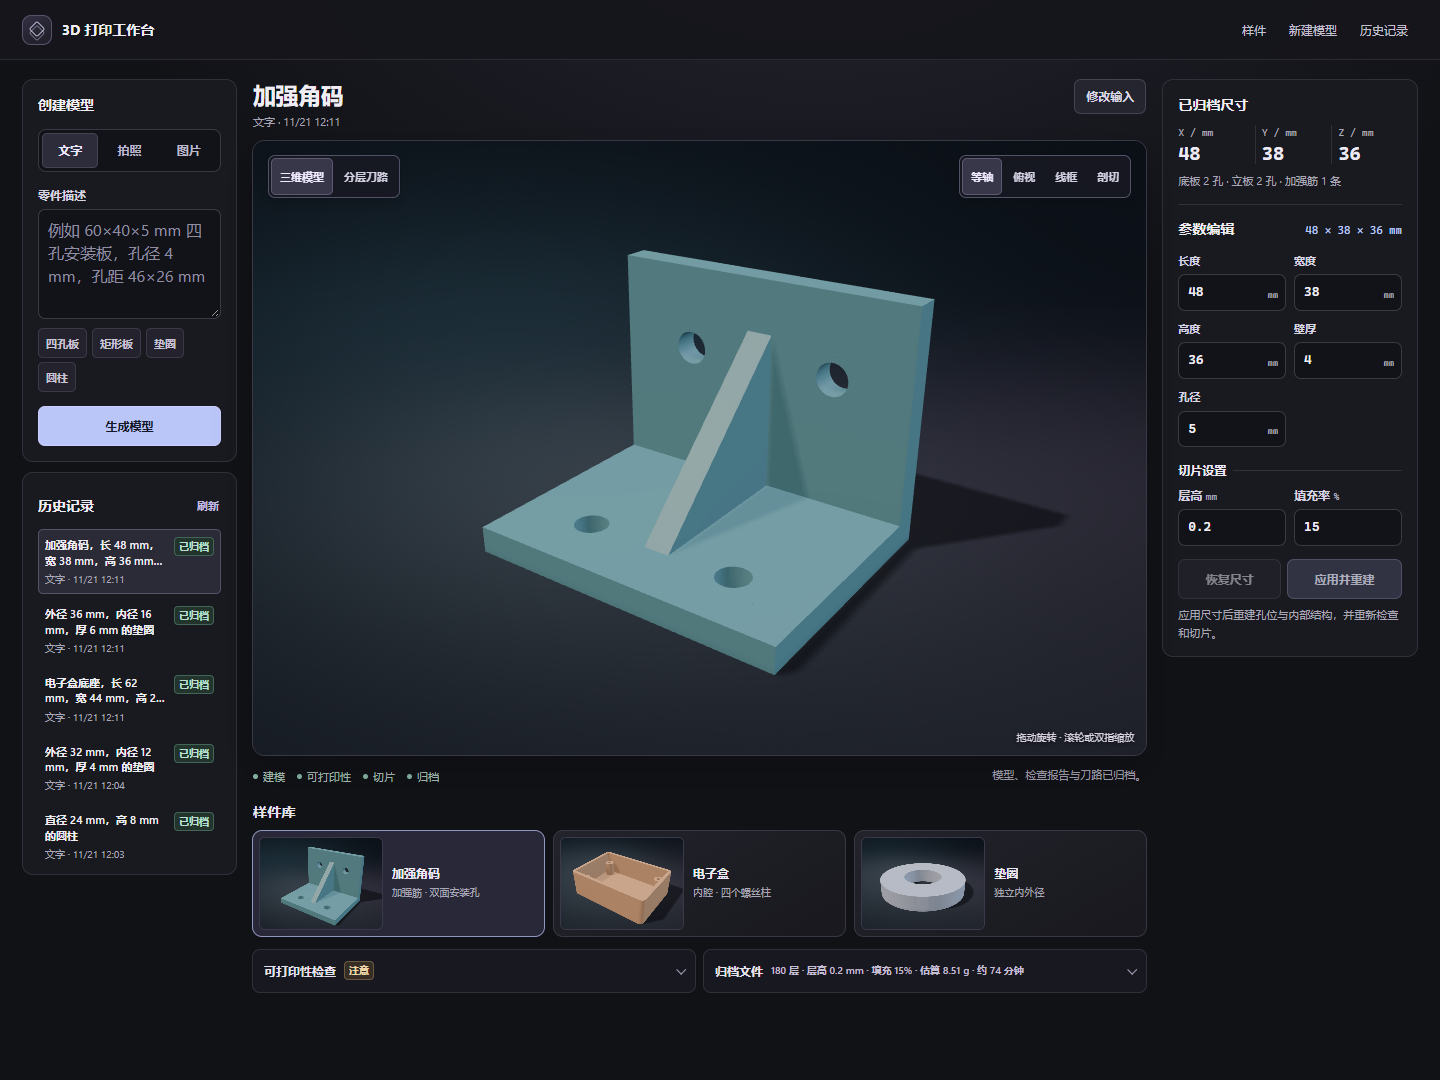 3D 打印工作台
样件
新建模型
历史记录
创建模型
文字
拍照
图片
零件描述
例如 60×40×5 mm 四
孔安装板，孔径 4
mm，孔距 46×26 mm
四孔板
矩形板
垫圈
圆柱
生成模型
历史记录
刷新
加强角码，长 48 mm，
宽 38 mm，高 36 mm...
已归档
文字 · 11/21 12:11
外径 36 mm，内径 16
mm，厚 6 mm 的垫圈
已归档
文字 · 11/21 12:11
电子盒底座，长 62
mm，宽 44 mm，高 2...
已归档
文字 · 11/21 12:11
外径 32 mm，内径 12
mm，厚 4 mm 的垫圈
已归档
文字 · 11/21 12:04
直径 24 mm，高 8 mm
的圆柱
已归档
文字 · 11/21 12:03
加强角码
文字 · 11/21 12:11
修改输入
三维模型
分层刀路
等轴
俯视
线框
剖切
拖动旋转 · 滚轮或双指缩放
建模
可打印性
切片
归档
模型、检查报告与刀路已归档。
样件库
加强角码
加强筋 · 双面安装孔
电子盒
内腔 · 四个螺丝柱
垫圈
独立内外径
可打印性检查
注意
归档文件
180 层 · 层高 0.2 mm · 填充 15% · 估算 8.51 g · 约 74 分钟
已归档尺寸
X / mm
Y / mm
Z / mm
48
38
36
底板 2 孔 · 立板 2 孔 · 加强筋 1 条
参数编辑
48 × 38 × 36 mm
长度
宽度
48 mm
38 mm
高度
壁厚
36 mm
4 mm
孔径
5 mm
切片设置
层高 mm
填充率 %
0.2
15
恢复尺寸
应用并重建
应用尺寸后重建孔位与内部结构，并重新检查
和切片。